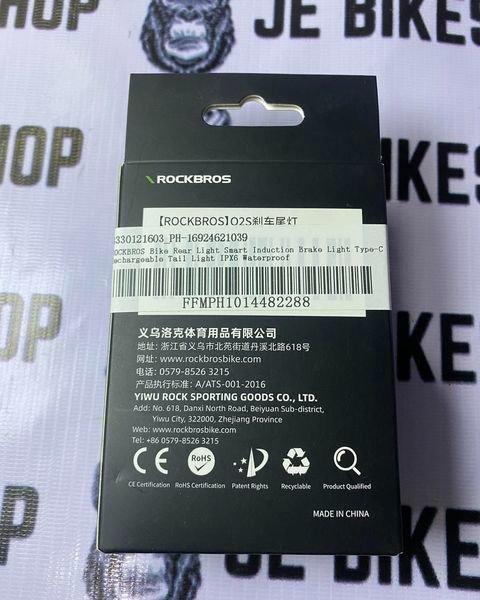 JE BIKES
SHOP
JE BIKES
ROCKBROS
【ROCKBROS】Q2S刹车尾灯
330121603_PH-16924621039
ROCKBROS Bike Rear Light Smart Induction Brake Light Type-C
Rechargeable Tail Light IPX6 Waterproof
FFMPH1014482288
义乌洛克体育用品有限公司
地址: 浙江省义乌市北苑街道丹溪北路618号
网址: www.rockbrosbike.com
电话: 0579-8526 3215
产品执行标准: A/ATS-001-2016
YIWU ROCK SPORTING GOODS CO., LTD.
Add: No. 618, Danxi North Road, Beiyuan Sub-district,
Yiwu City, 322000, Zhejiang Province
Web: www.rockbrosbike.com
Tel: +86 0579-8526 3215
CE RoHS
CE Certification RoHS Certification Patent Rights Recyclable Product Qualified
MADE IN CHINA
HOP
JE BIKES